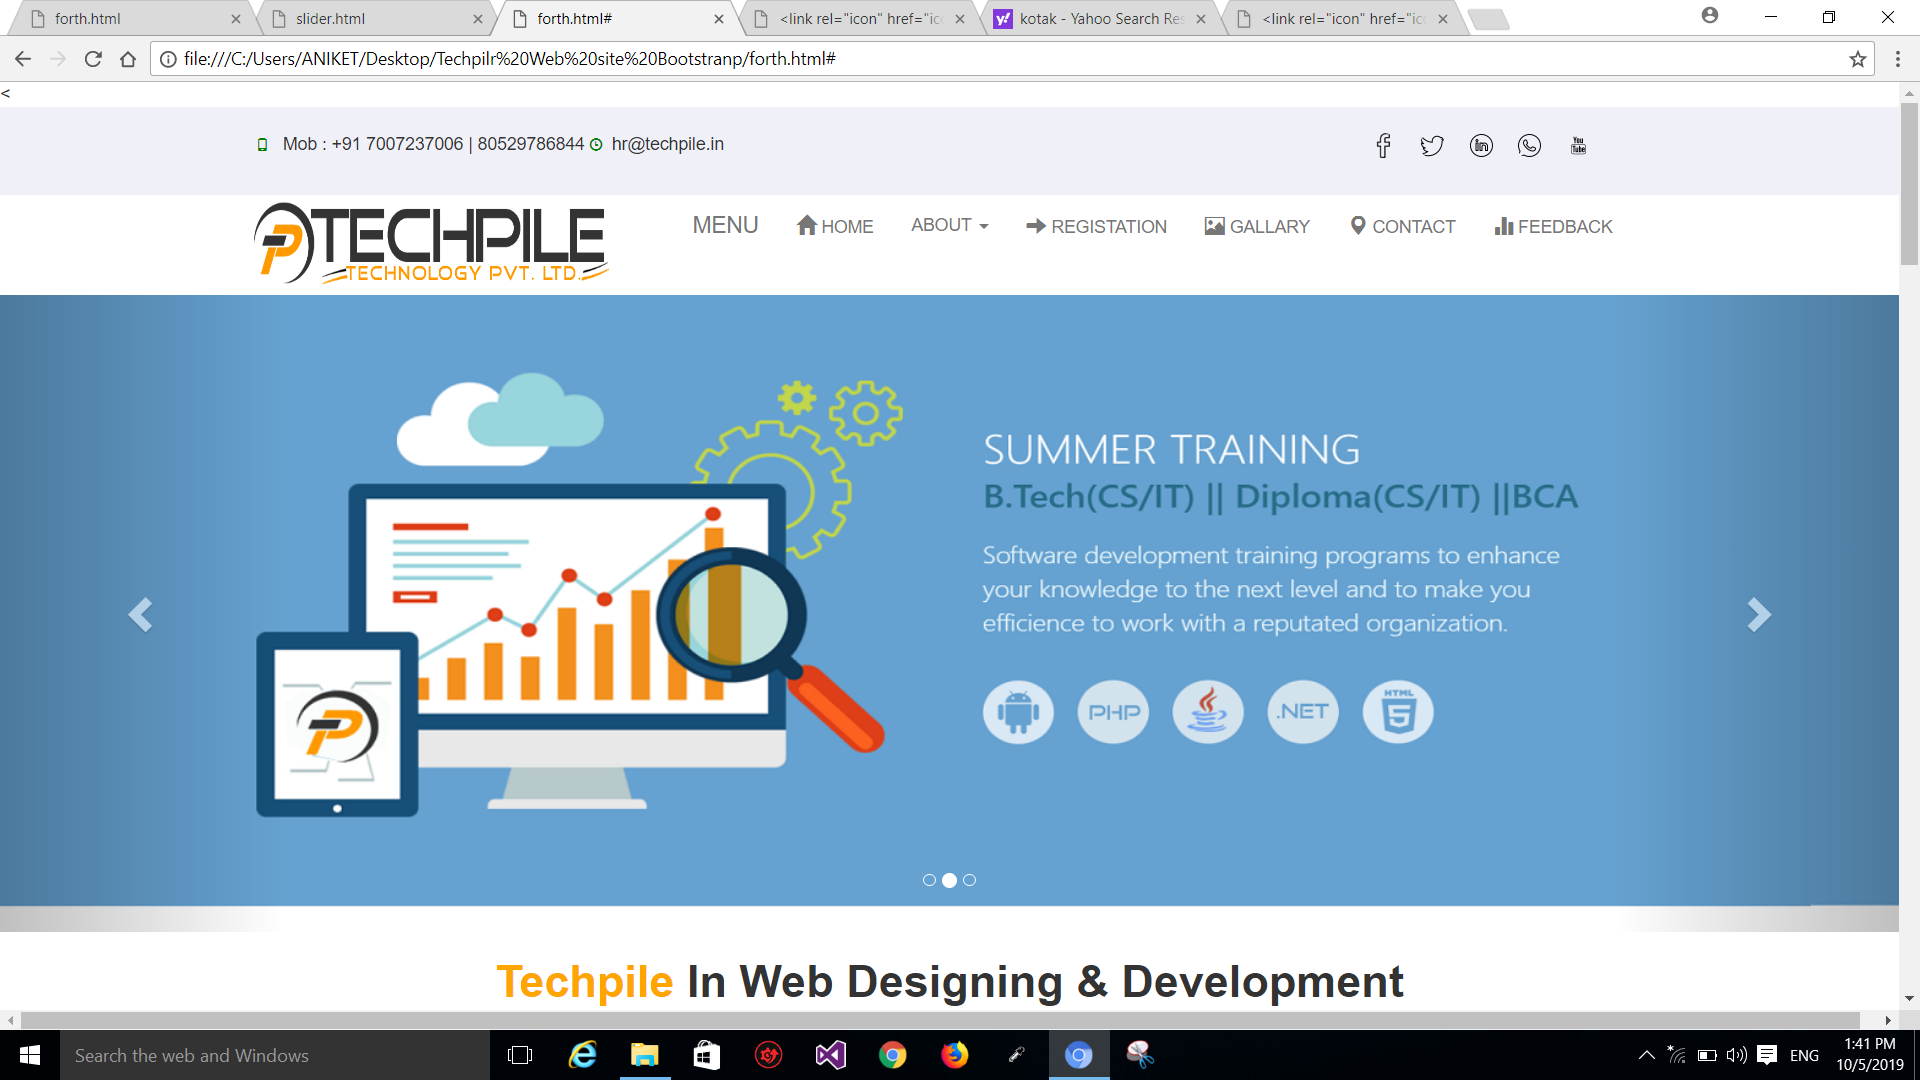 forth.html
slider.html
forth.html#
<link rel="icon" href="ic
kotak - Yahoo Search Res
<link rel="icon" href="ic
file:///C:/Users/ANIKET/Desktop/Techpilr%20Web%20site%20Bootstranp/forth.html#
<
Mob : +91 7007237006 | 80529786844 hr@techpile.in
You
Tube
TECHPILE
TECHNOLOGY PVT. LTD.
MENU HOME ABOUT REGISTATION GALLARY CONTACT FEEDBACK
SUMMER TRAINING
B.Tech(CS/IT) || Diploma(CS/IT) ||BCA
Software development training programs to enhance
your knowledge to the next level and to make you
efficience to work with a reputated organization.
PHP
.NET
HTML
5
Techpile In Web Designing & Development
Search the web and Windows
ENG
1:41 PM
10/5/2019